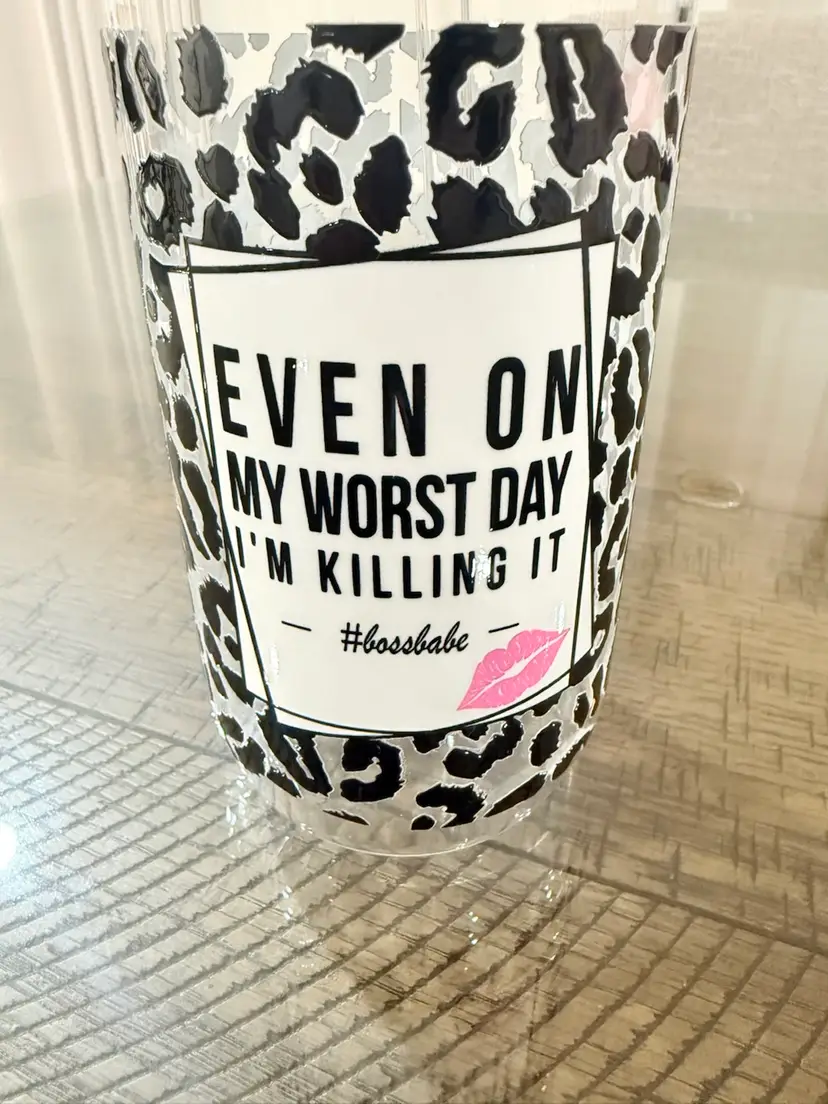 EVEN ON
MY WORST DAY
I'M KILLING IT
#bossbabe